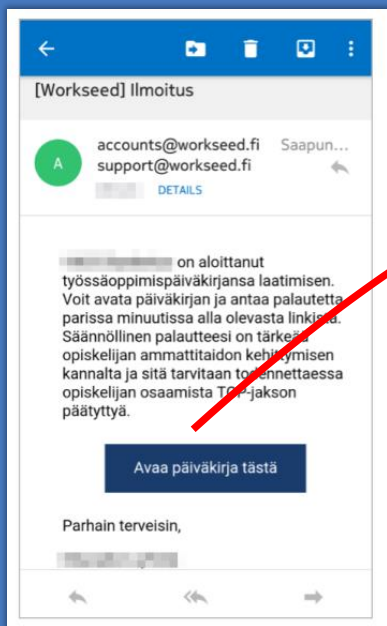 [Workseed] Ilmoitus
accounts@workseed.fi Saapun...
A
support@workseed.fi
DETAILS
on aloittanut
työssäoppimispäiväkirjansa laatimisen.
Voit avata päiväkirjan ja antaa palautetta
parissa minuutissa alla olevasta linkistä.
Säännöllinen palautteesi on tärkeää
opiskelijan ammattitaidon kehittymisen
kannalta ja sitä tarvitaan todennettaessa
opiskelijan osaamista TOP-jakson
päätyttyä.
Avaa päiväkirja tästä
Parhain terveisin,